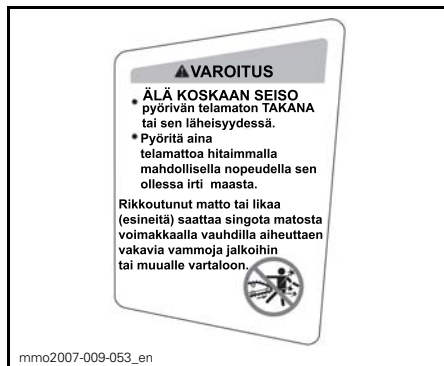 VAROITUS
* ÄLÄ KOSKAAN SEISO
pyörivän telamaton TAKANA
tai sen läheisyydessä.
* Pyöritä aina
telamattoa hitaimmalla
mahdollisella nopeudella sen
ollessa irti maasta.
Rikkoutunut matto tai likaa
(esineitä) saattaa singota matosta
voimakkaalla vauhdilla aiheuttaen
vakavia vammoja jalkoihin
tai muualle vartaloon.
mmo2007-009-053_en